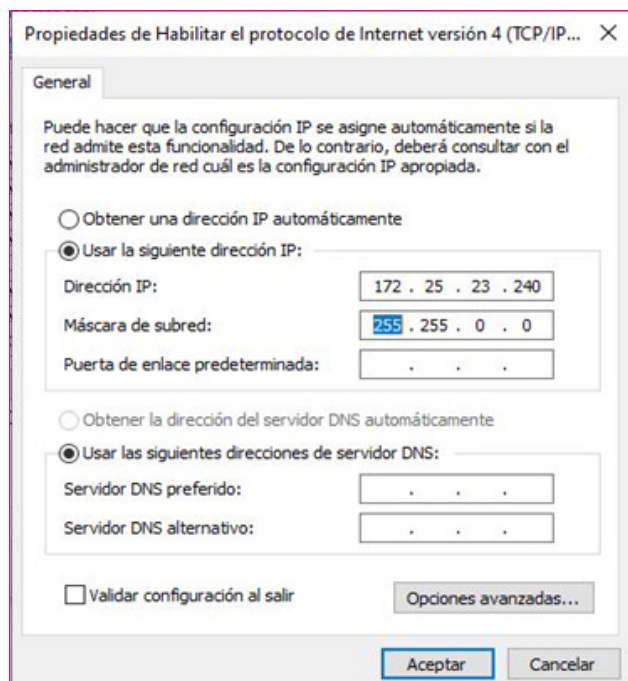 Propiedades de Habilitar el protocolo de Internet versión 4 (TCP/IP...
General
Puede hacer que la configuración IP se asigne automáticamente si la
red admite esta funcionalidad. De lo contrario, deberá consultar con el
administrador de red cuál es la configuración IP apropiada.
Obtener una dirección IP automáticamente
Usar la siguiente dirección IP:
Dirección IP: 172 . 25 . 23 . 240
Máscara de subred: 255 . 255 . 0 . 0
Puerta de enlace predeterminada: . . .
Obtener la dirección del servidor DNS automáticamente
Usar las siguientes direcciones de servidor DNS:
Servidor DNS preferido: . . .
Servidor DNS alternativo: . . .
Validar configuración al salir Opciones avanzadas...
Aceptar Cancelar